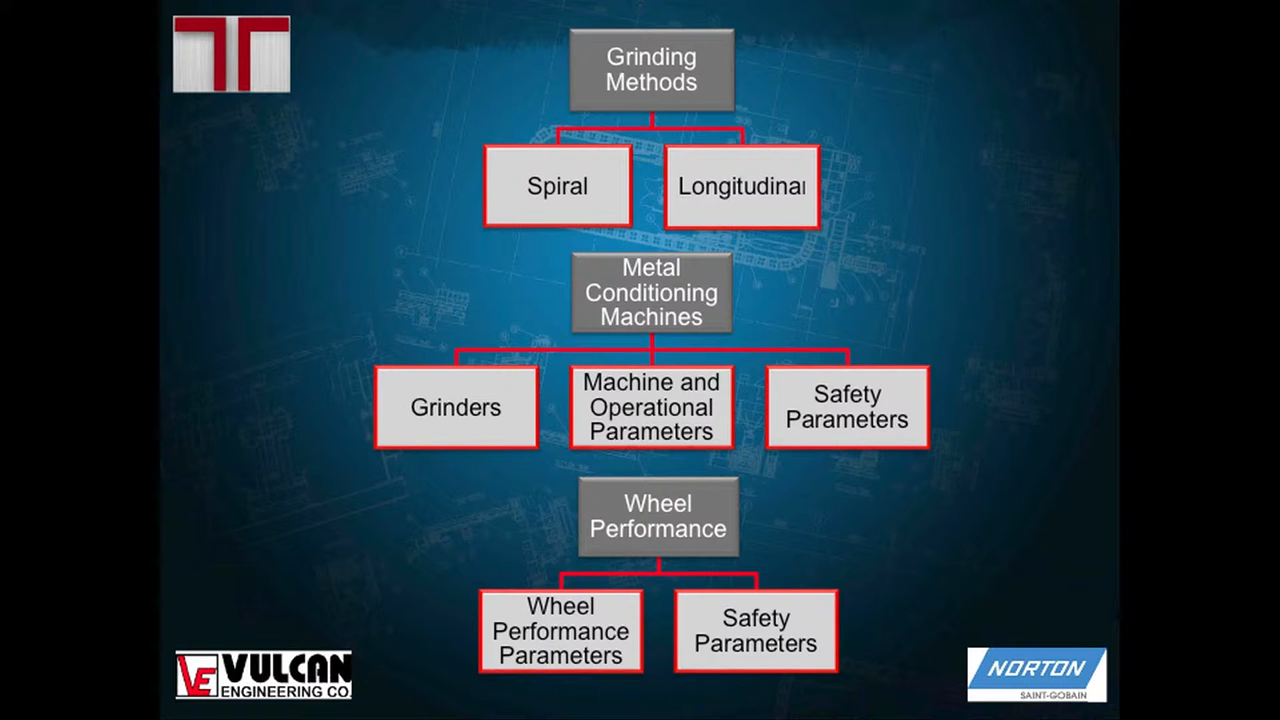 Grinding
Methods
Spiral
Longitudinal
Metal
Conditioning
Machines
Grinders
Machine and
Operational
Parameters
Safety
Parameters
Wheel
Performance
Wheel
Performance
Parameters
Safety
Parameters
VE VULCAN
ENGINEERING CO
NORTON
SAINT-GOBAIN